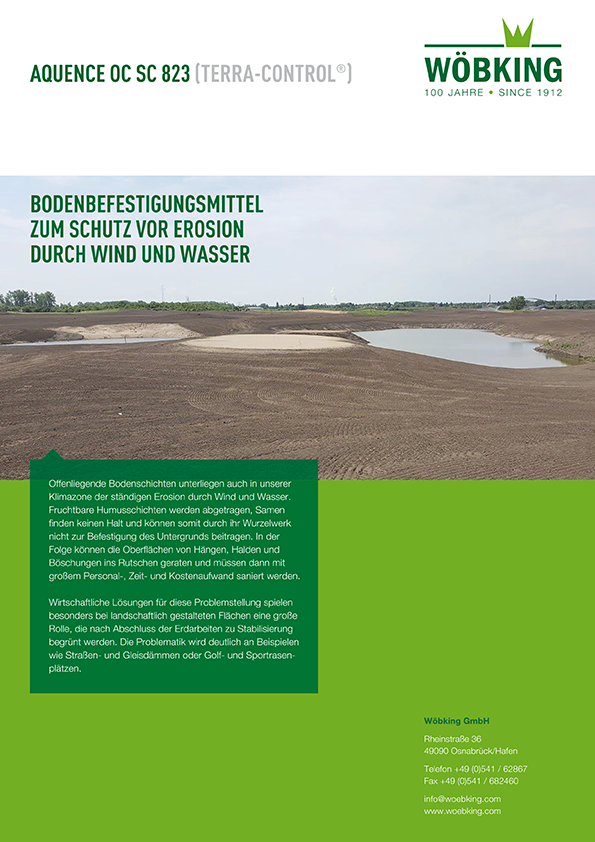 AQUENCE OC SC 823 (TERRA-CONTROL®)
WÖBKING
100 JAHRE • SINCE 1912
BODENBEFESTIGUNGSMITTEL
ZUM SCHUTZ VOR EROSION
DURCH WIND UND WASSER
Offenliegende Bodenschichten unterliegen auch in unserer
Klimazone der ständigen Erosion durch Wind und Wasser.
Fruchtbare Humusschichten werden abgetragen, Samen
finden keinen Halt und können somit durch ihr Wurzelwerk
nicht zur Befestigung des Untergrunds beitragen. In der
Folge können die Oberflächen von Hängen, Halden und
Böschungen ins Rutschen geraten und müssen dann mit
großem Personal-, Zeit- und Kostenaufwand saniert werden.
Wirtschaftliche Lösungen für diese Problemstellung spielen
besonders bei landschaftlich gestalteten Flächen eine große
Rolle, die nach Abschluss der Erdarbeiten zu Stabilisierung
begrünt werden. Die Problematik wird deutlich an Beispielen
wie Straßen- und Gleisdämmen oder Golf- und Sportrasen-
plätzen.
Wöbking GmbH
Rheinstraße 36
49090 Osnabrück/Hafen
Telefon +49 (0)541 / 62867
Fax +49 (0)541 / 682460
info@woebking.com
www.woebking.com